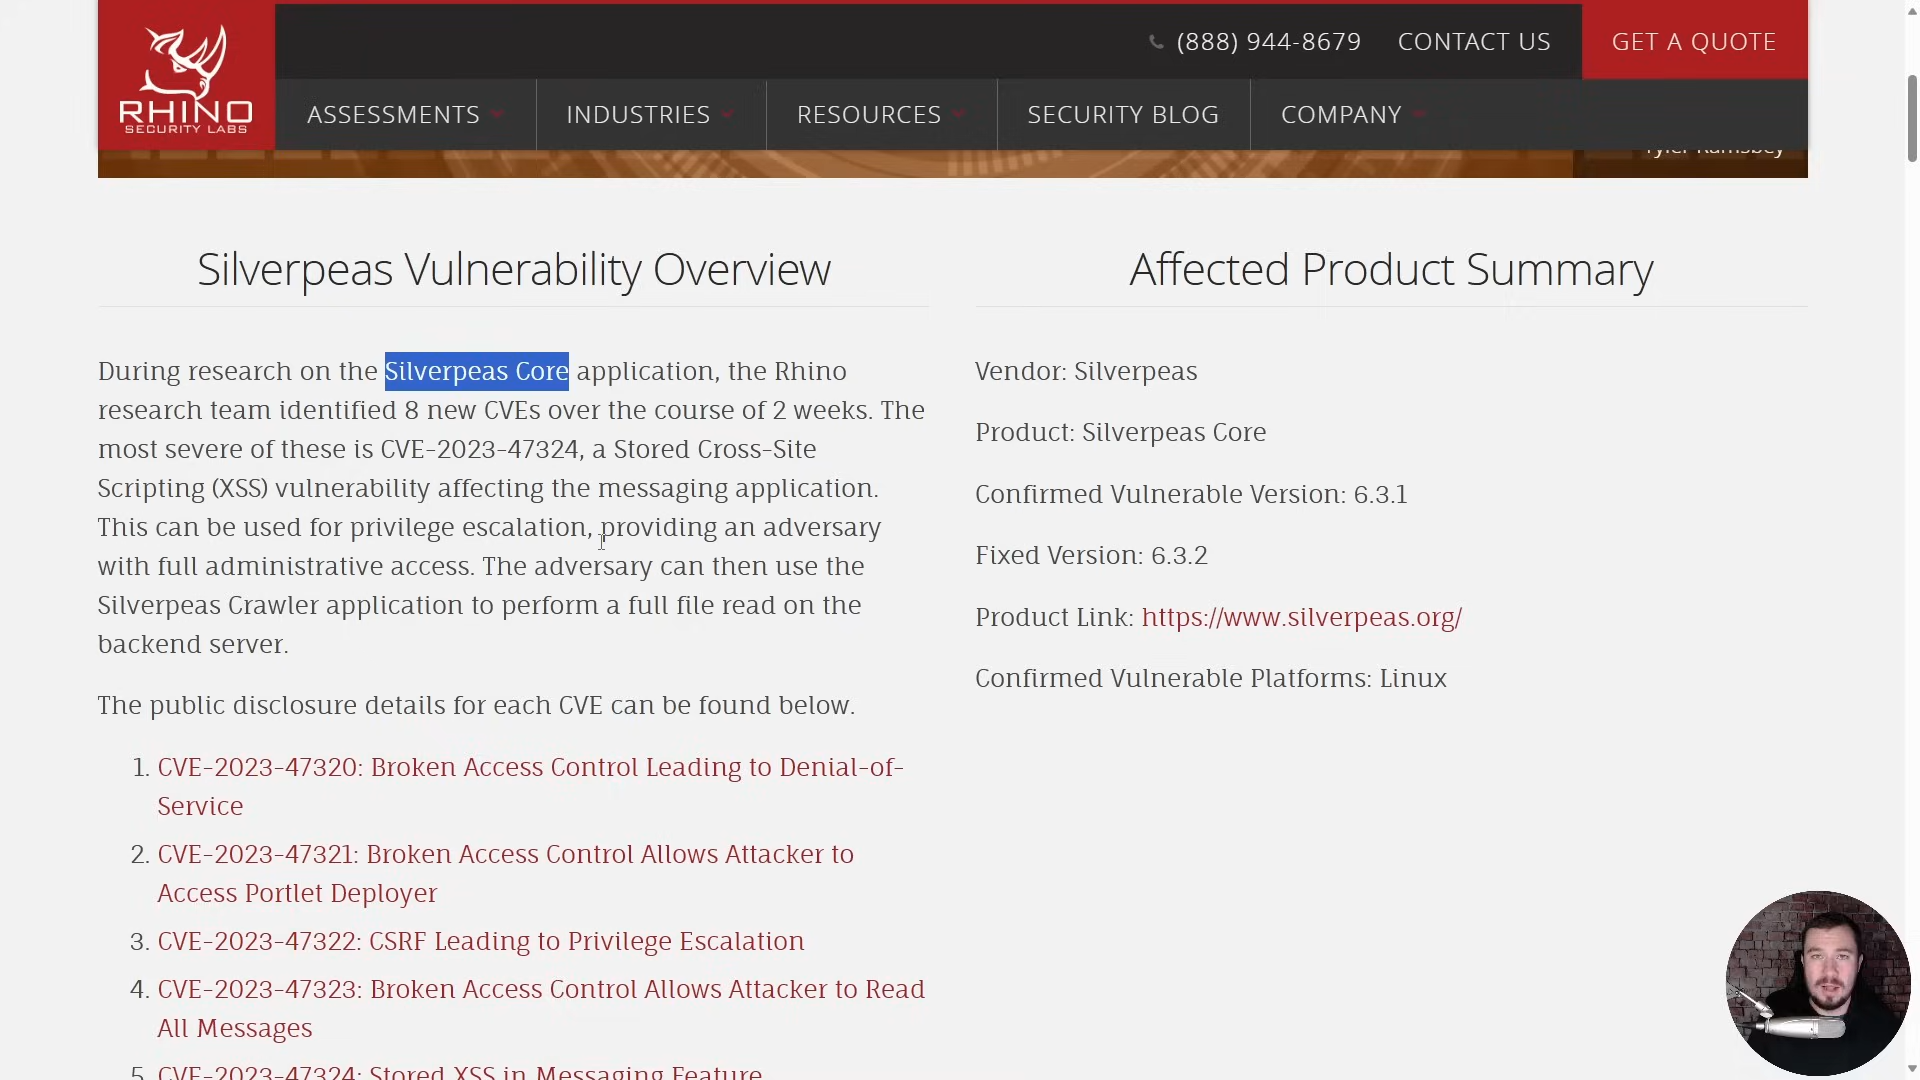 RHINO
SECURITY LABS
(888) 944-8679
CONTACT US
GET A QUOTE
ASSESSMENTS
INDUSTRIES
RESOURCES
SECURITY BLOG
COMPANY
Tyler Ramsbey
Silverpeas Vulnerability Overview
During research on the Silverpeas Core application, the Rhino
research team identified 8 new CVEs over the course of 2 weeks. The
most severe of these is CVE-2023-47324, a Stored Cross-Site
Scripting (XSS) vulnerability affecting the messaging application.
This can be used for privilege escalation, providing an adversary
with full administrative access. The adversary can then use the
Silverpeas Crawler application to perform a full file read on the
backend server.
The public disclosure details for each CVE can be found below.
1. CVE-2023-47320: Broken Access Control Leading to Denial-of-
Service
2. CVE-2023-47321: Broken Access Control Allows Attacker to
Access Portlet Deployer
3. CVE-2023-47322: CSRF Leading to Privilege Escalation
4. CVE-2023-47323: Broken Access Control Allows Attacker to Read
All Messages
5. CVE-2023-47324: Stored XSS in Messaging Feature
Affected Product Summary
Vendor: Silverpeas
Product: Silverpeas Core
Confirmed Vulnerable Version: 6.3.1
Fixed Version: 6.3.2
Product Link: https://www.silverpeas.org/
Confirmed Vulnerable Platforms: Linux